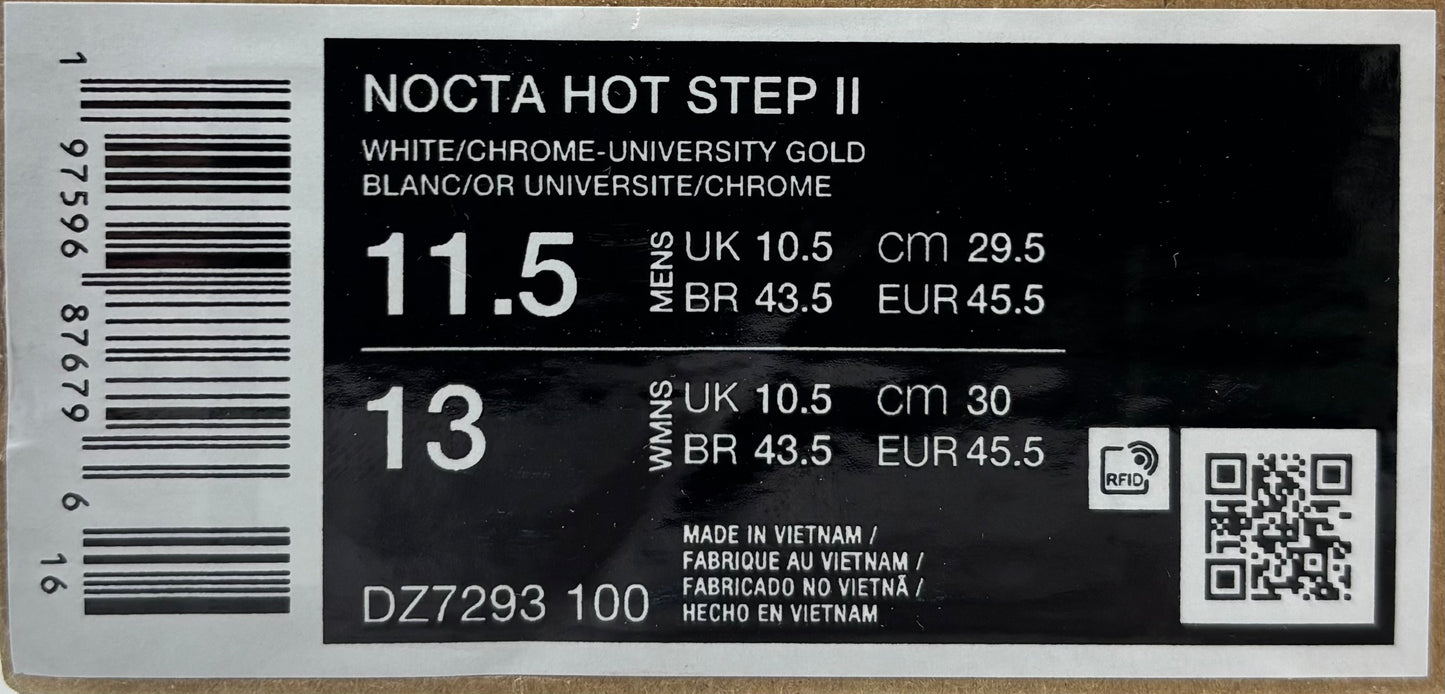 NOCTA HOT STEP II
WHITE/CHROME-UNIVERSITY GOLD
BLANC/OR UNIVERSITE/CHROME
11.5 MENS UK 10.5 cm 29.5
BR 43.5 EUR 45.5
13 WMNS UK 10.5 cm 30
BR 43.5 EUR 45.5
RFID
MADE IN VIETNAM /
FABRIQUE AU VIETNAM /
FABRICADO NO VIETNÃ /
HECHO EN VIETNAM
DZ7293 100
1 97596 87679 6
16